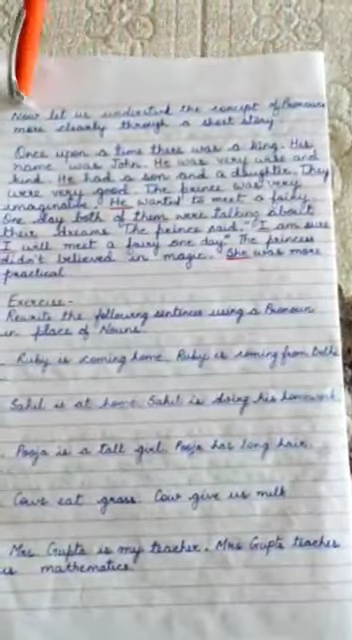 Now let us understand the concept of Pronouns
more clearly through a short story
Once upon a time there was a king. His
name was John. He was very wise and
kind. He had a son and a daughter. They
were very good. The prince was very
imaginative. He wanted to meet a fairy.
One day both of them were talking about
their dreams. The prince said, "I am sure
I will meet a fairy one day" The princess
didn't believed in magic. She was more
practical
Exercise -
Rewrite the following sentences using a Pronoun
in place of Nouns
Ruby is coming home. Ruby is coming from Delhi
Sahil is at home. Sahil is doing his homework
Pooja is a tall girl. Pooja has long hair.
Cows eat grass. Cow give us milk
Mrs Gupta is my teacher. Mrs Gupta teaches
us mathematics